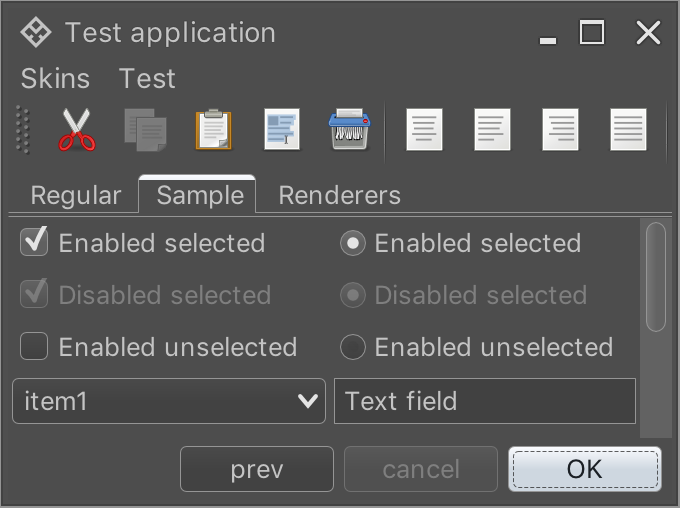 Test application
Skins Test
Regular Sample Renderers
Enabled selected Enabled selected
Disabled selected Disabled selected
Enabled unselected Enabled unselected
item1 Text field
prev cancel OK